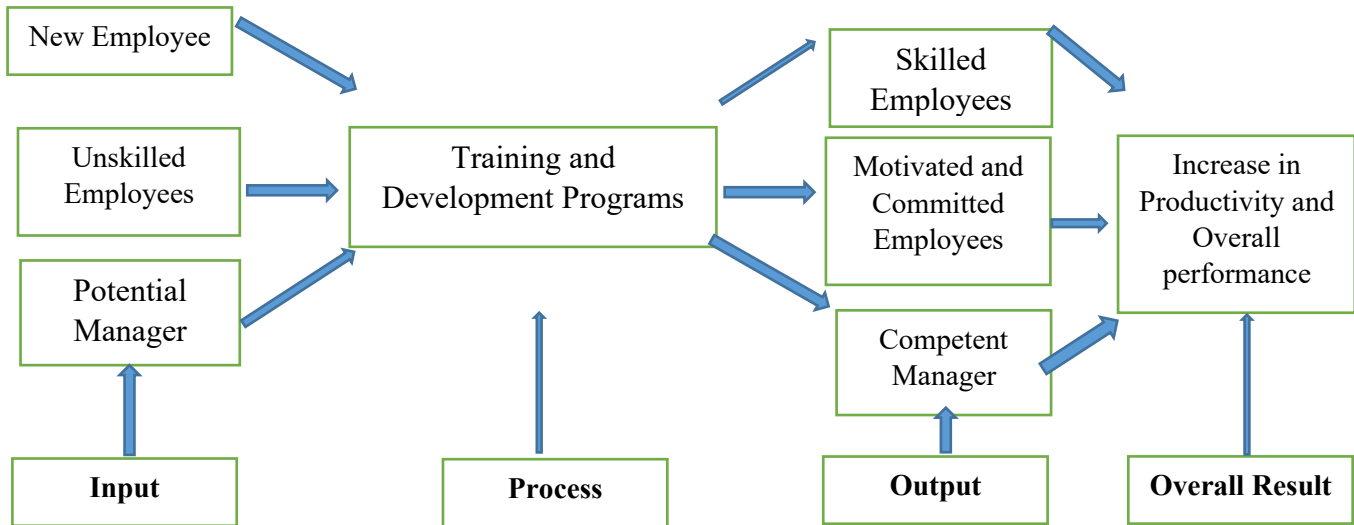 New Employee
Unskilled
Employees
Potential
Manager
Training and
Development Programs
Skilled
Employees
Motivated and
Committed
Employees
Competent
Manager
Increase in
Productivity and
Overall
performance
Input
Process
Output
Overall Result